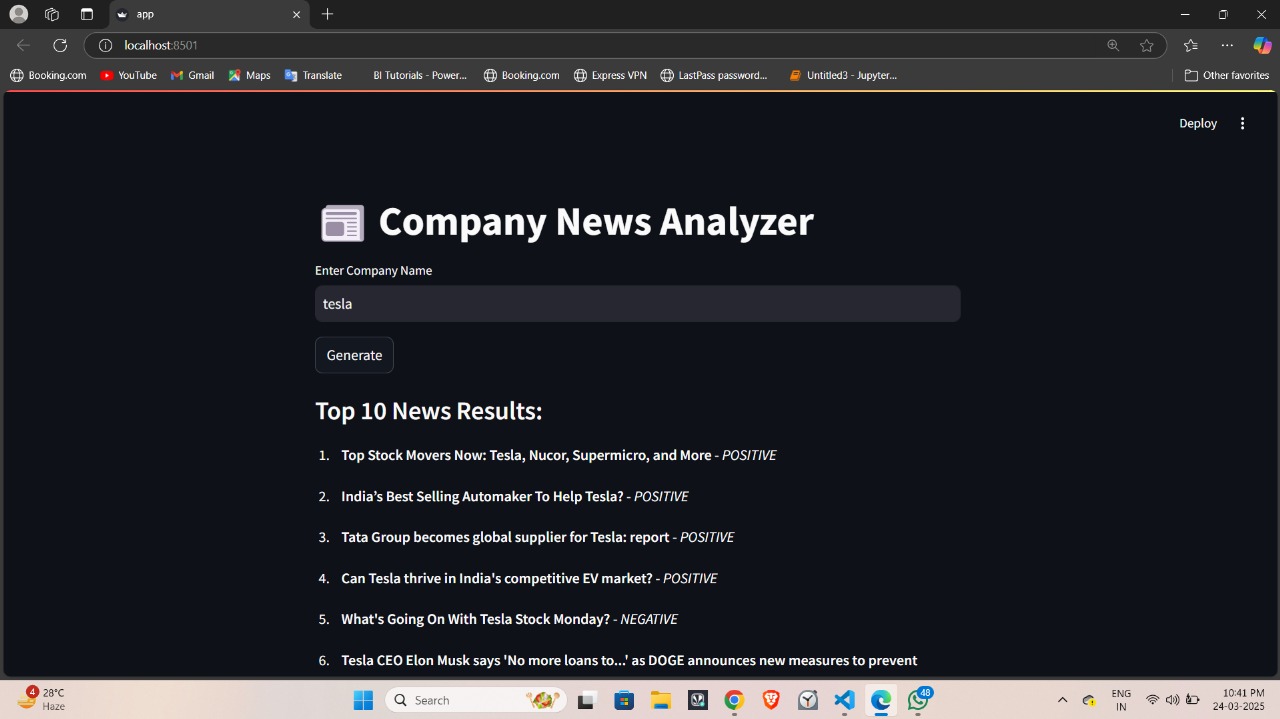 app
localhost:8501
Booking.com YouTube Gmail Maps Translate BI Tutorials - Power... Booking.com Express VPN LastPass password... Untitled3 - Jupyter... Other favorites
Deploy
Company News Analyzer
Enter Company Name
tesla
Generate
Top 10 News Results:
1. Top Stock Movers Now: Tesla, Nucor, Supermicro, and More - POSITIVE
2. India’s Best Selling Automaker To Help Tesla? - POSITIVE
3. Tata Group becomes global supplier for Tesla: report - POSITIVE
4. Can Tesla thrive in India's competitive EV market? - POSITIVE
5. What's Going On With Tesla Stock Monday? - NEGATIVE
6. Tesla CEO Elon Musk says 'No more loans to...' as DOGE announces new measures to prevent
4 28°C
Haze
Search
48
ENG
IN
10:41 PM
24-03-2025